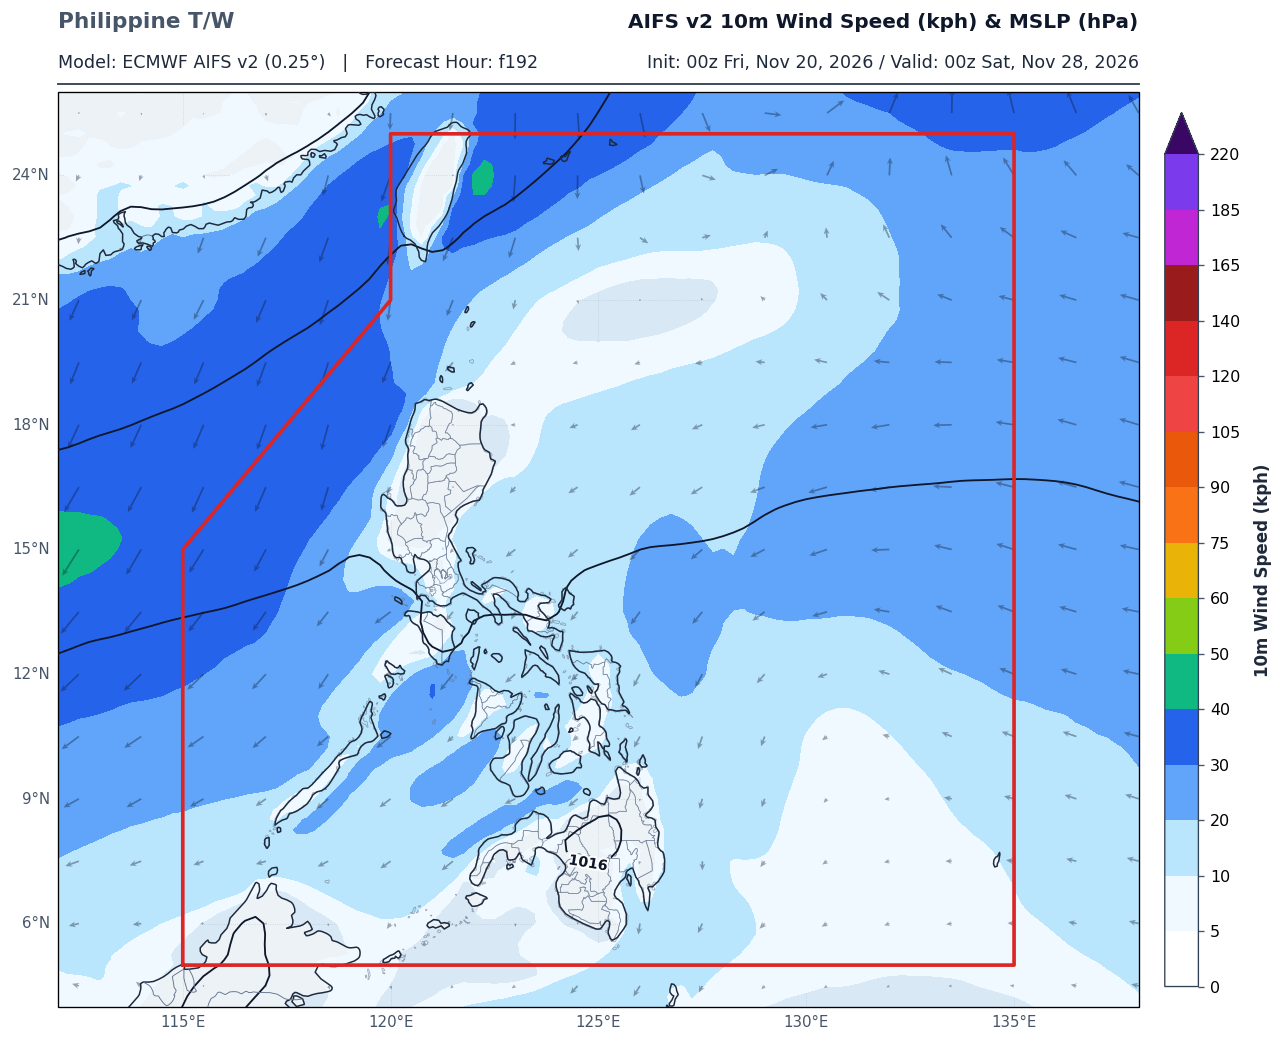 Philippine T/W
AIFS v2 10m Wind Speed (kph) & MSLP (hPa)
Model: ECMWF AIFS v2 (0.25°) | Forecast Hour: f192
Init: 00z Fri, Nov 20, 2026 / Valid: 00z Sat, Nov 28, 2026
24°N
21°N
18°N
15°N
12°N
9°N
6°N
1016
115°E
120°E
125°E
130°E
135°E
220
185
165
140
120
105
90
75
60
50
40
30
20
10
5
0
10m Wind Speed (kph)